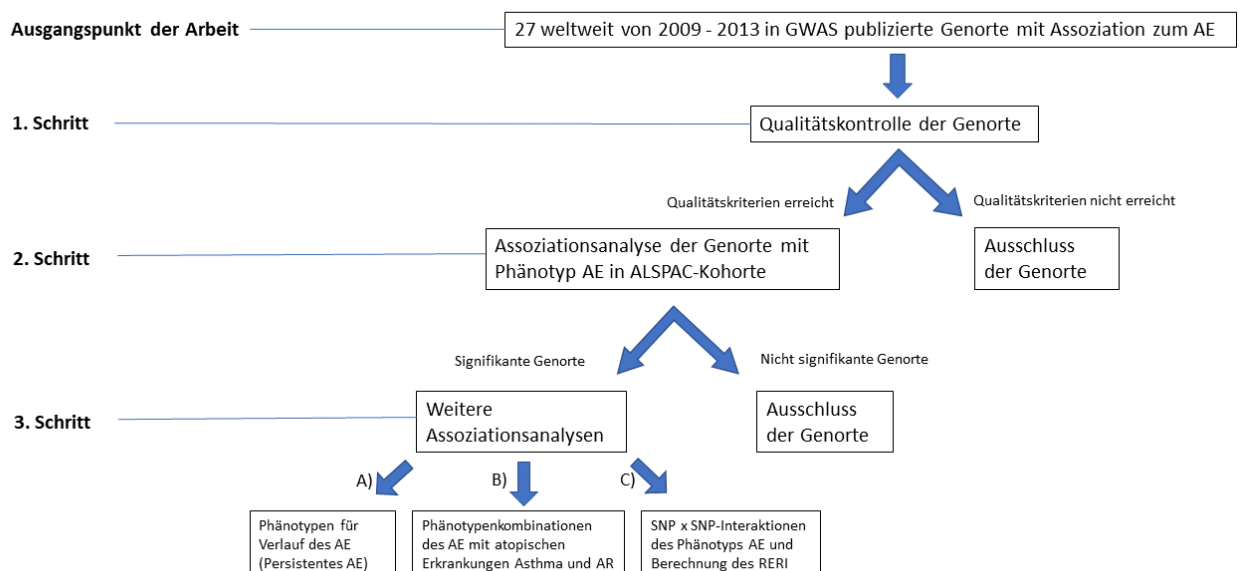 Ausgangspunkt der Arbeit
27 weltweit von 2009 - 2013 in GWAS publizierte Genorte mit Assoziation zum AE
1. Schritt
Qualitätskontrolle der Genorte
Qualitätskriterien erreicht
Qualitätskriterien nicht erreicht
2. Schritt
Assoziationsanalyse der Genorte mit
Phänotyp AE in ALSPAC-Kohorte
Ausschluss
der Genorte
Signifikante Genorte
Nicht signifikante Genorte
3. Schritt
Weitere
Assoziationsanalysen
Ausschluss
der Genorte
A)
B)
C)
Phänotypen für
Verlauf des AE
(Persistentes AE)
Phänotypenkombinationen
des AE mit atopischen
Erkrankungen Asthma und AR
SNP x SNP-Interaktionen
des Phänotyps AE und
Berechnung des RERI